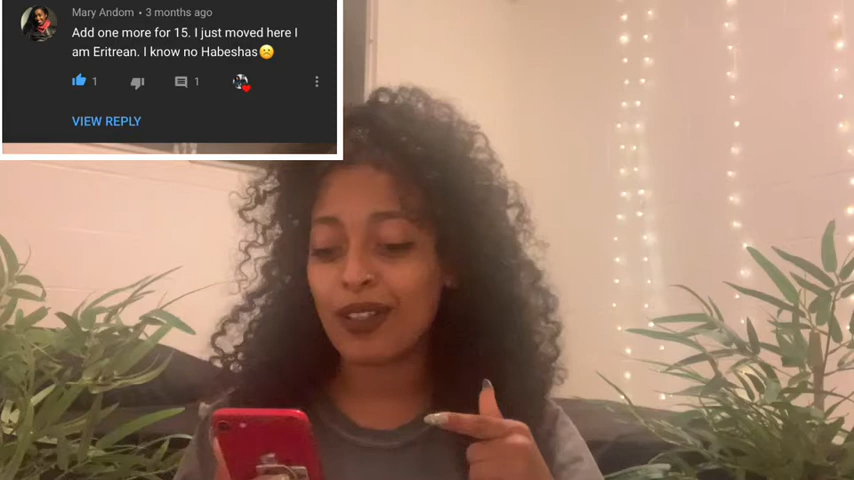 Mary Andom • 3 months ago
Add one more for 15. I just moved here I
am Eritrean. I know no Habeshas☹️
1
1
VIEW REPLY